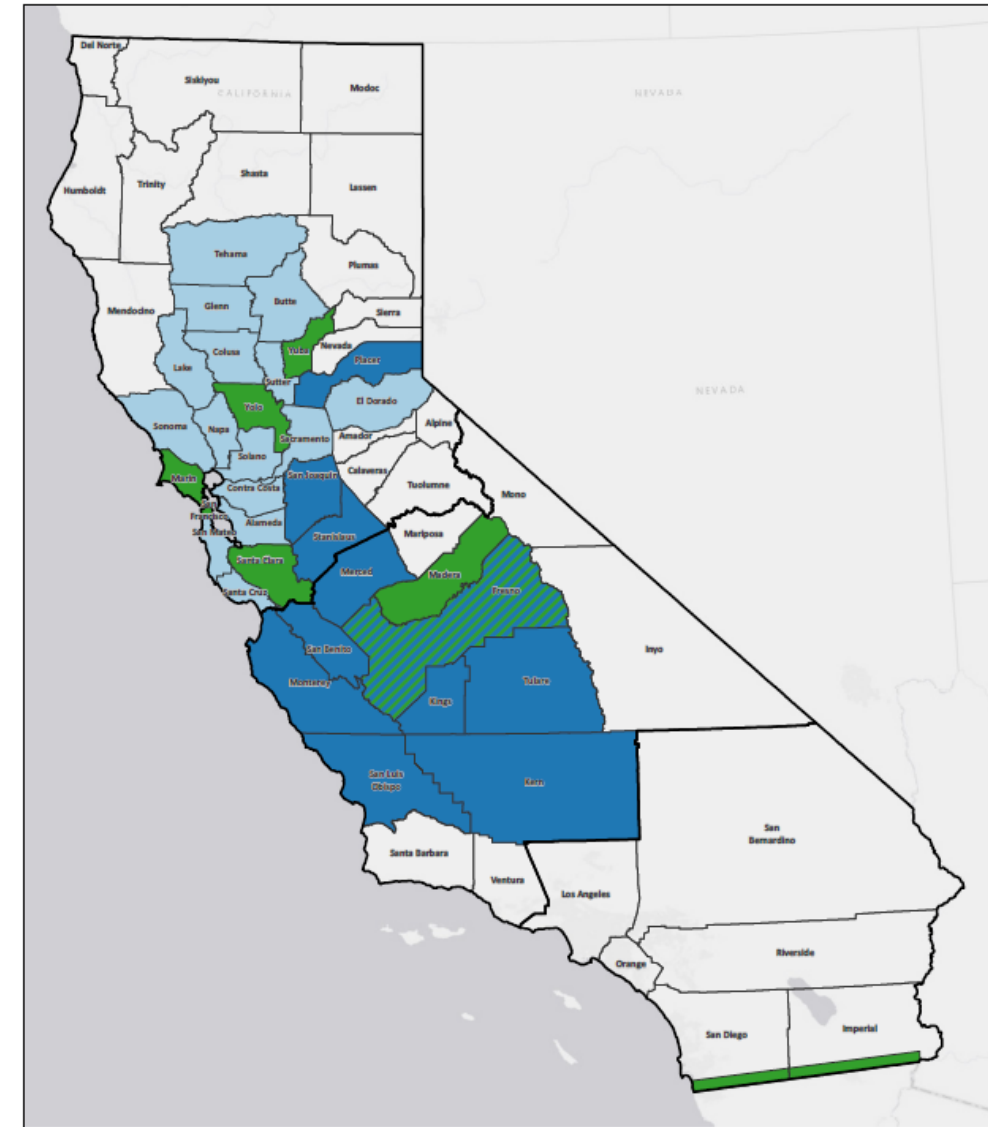 Del Norte
Siskiyou
CALIFORNIA
Modoc
NEVADA
Humboldt
Trinity
Shasta
Lassen
Tehama
Plumas
Mendocino
Glenn
Butte
Sierra
Lake
Colusa
Yuba
Nevada
Placer
Sutter
NEVADA
Yolo
El Dorado
Sonoma
Napa
Sacramento
Alpine
Amador
Solano
Marin
San Joaquin
Calaveras
Contra Costa
Tuolumne
Mono
San
Francisco
Alameda
San Mateo
Stanislaus
Mariposa
Santa Clara
Merced
Madera
Santa Cruz
Fresno
San Benito
Inyo
Monterey
Kings
Tulare
San Luis
Obispo
Kern
San
Bernardino
Santa Barbara
Ventura
Los Angeles
Orange
Riverside
San Diego
Imperial